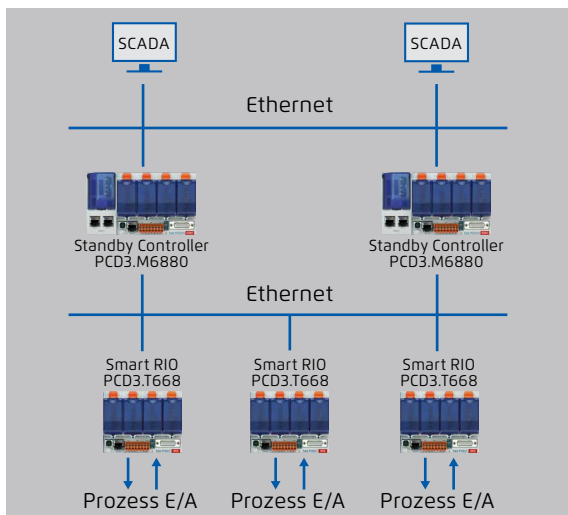 SCADA
SCADA
Ethernet
Standby Controller
PCD3.M6880
Standby Controller
PCD3.M6880
Ethernet
Smart RIO
PCD3.T668
Smart RIO
PCD3.T668
Smart RIO
PCD3.T668
Prozess E/A
Prozess E/A
Prozess E/A